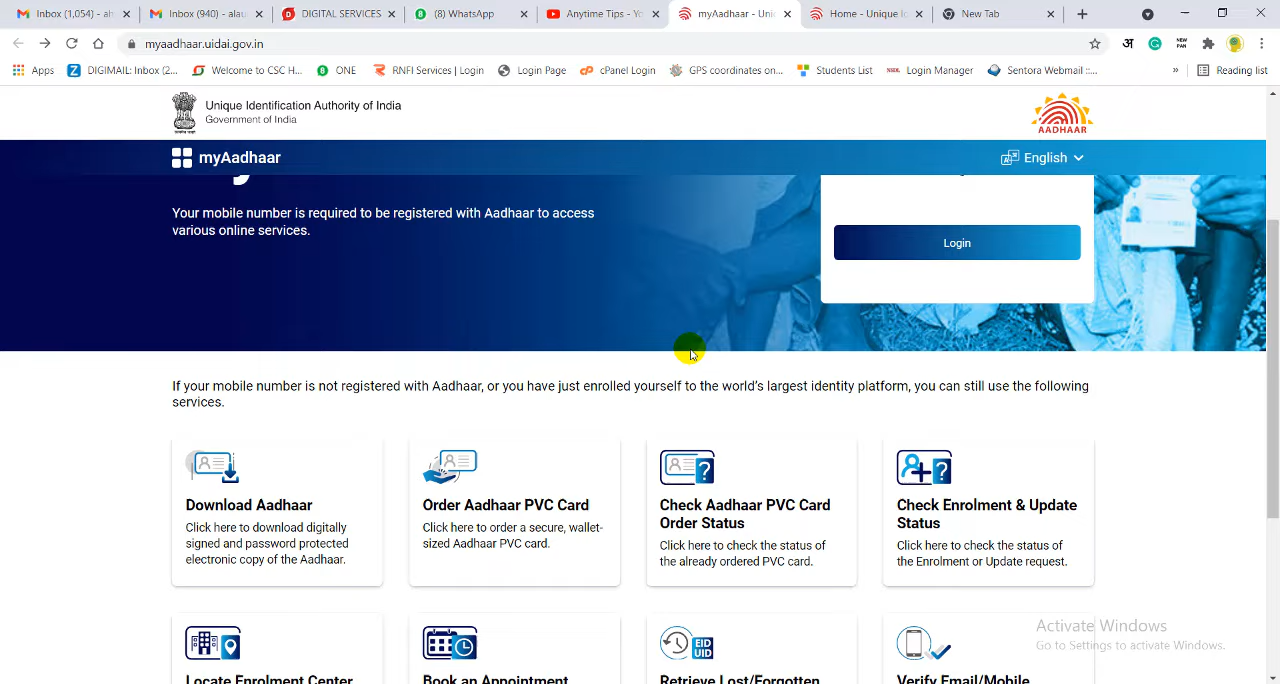 Inbox (1,054) - al
Inbox (940) - alau
DIGITAL SERVICES
(8) WhatsApp
Anytime Tips - Yo
myAadhaar - Uni
Home - Unique Io
New Tab
myaadhaar.uidai.gov.in
अ
NEW PAN
Apps
DIGIMAIL: Inbox (2...
Welcome to CSC H...
ONE
RNFI Services | Login
Login Page
cPanel Login
GPS coordinates on...
Students List
NSDL
Login Manager
Sentora Webmail ::...
»
Reading list
Unique Identification Authority of India
Government of India
AADHAAR
myAadhaar
English
Your mobile number is required to be registered with Aadhaar to access
various online services.
Login
If your mobile number is not registered with Aadhaar, or you have just enrolled yourself to the world's largest identity platform, you can still use the following
services.
Download Aadhaar
Click here to download digitally
signed and password protected
electronic copy of the Aadhaar.
Order Aadhaar PVC Card
Click here to order a secure, wallet-
sized Aadhaar PVC card.
Check Aadhaar PVC Card
Order Status
Click here to check the status of
the already ordered PVC card.
Check Enrolment & Update
Status
Click here to check the status of
the Enrolment or Update request.
Activate Windows
Go to Settings to activate Windows.
EID
UID
Locate Enrolment Center
Book an Appointment
Retrieve Lost/Forgotten
Verify Email/Mobile